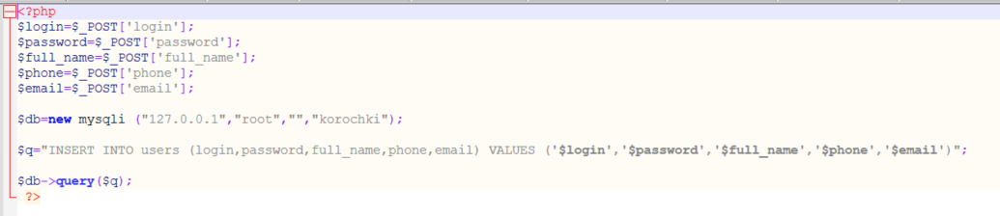 <?php
$login=$_POST['login'];
$password=$_POST['password'];
$full_name=$_POST['full_name'];
$phone=$_POST['phone'];
$email=$_POST['email'];
$db=new mysqli ("127.0.0.1","root","","korochki");
$q="INSERT INTO users (login,password,full_name,phone,email) VALUES ('$login','$password','$full_name','$phone','$email')";
$db->query($q);
?>